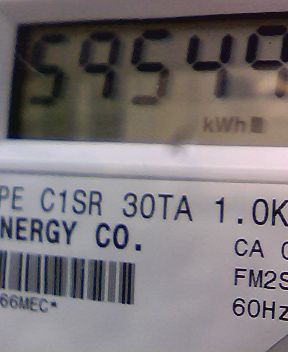 59549
kWh
PE C1SR 30TA 1.0K
NERGY CO.
CA
FM2S
66MEC*
60Hz